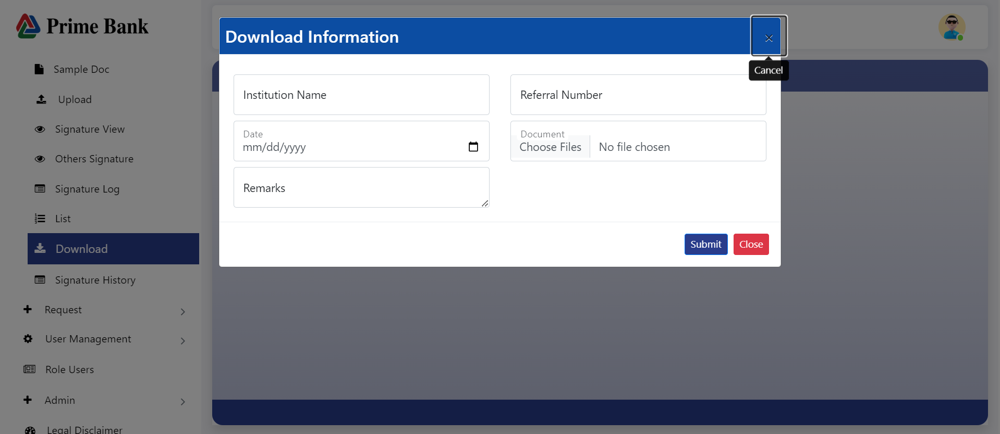 Prime Bank
Sample Doc
Upload
Signature View
Others Signature
Signature Log
List
Download
Signature History
Request
User Management
Role Users
Admin
Legal Disclaimer
Download Information
Cancel
Institution Name
Referral Number
Date
mm/dd/yyyy
Document
Choose Files
No file chosen
Remarks
Submit
Close